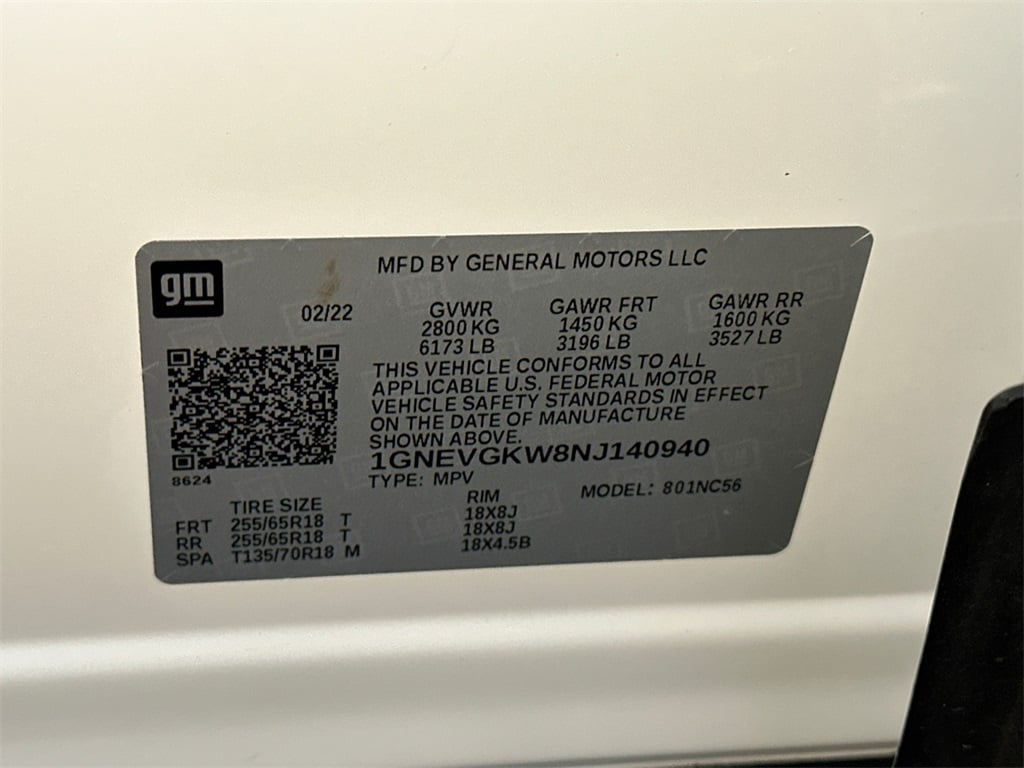 gm
MFD BY GENERAL MOTORS LLC
02/22 GVWR GAWR FRT GAWR RR
2800 KG 1450 KG 1600 KG
6173 LB 3196 LB 3527 LB
THIS VEHICLE CONFORMS TO ALL
APPLICABLE U.S. FEDERAL MOTOR
VEHICLE SAFETY STANDARDS IN EFFECT
ON THE DATE OF MANUFACTURE
SHOWN ABOVE.
1GNEVGKW8NJ140940
8624
TYPE: MPV MODEL: 801NC56
TIRE SIZE RIM
FRT 255/65R18 T 18X8J
RR 255/65R18 T 18X8J
SPA T135/70R18 M 18X4.5B